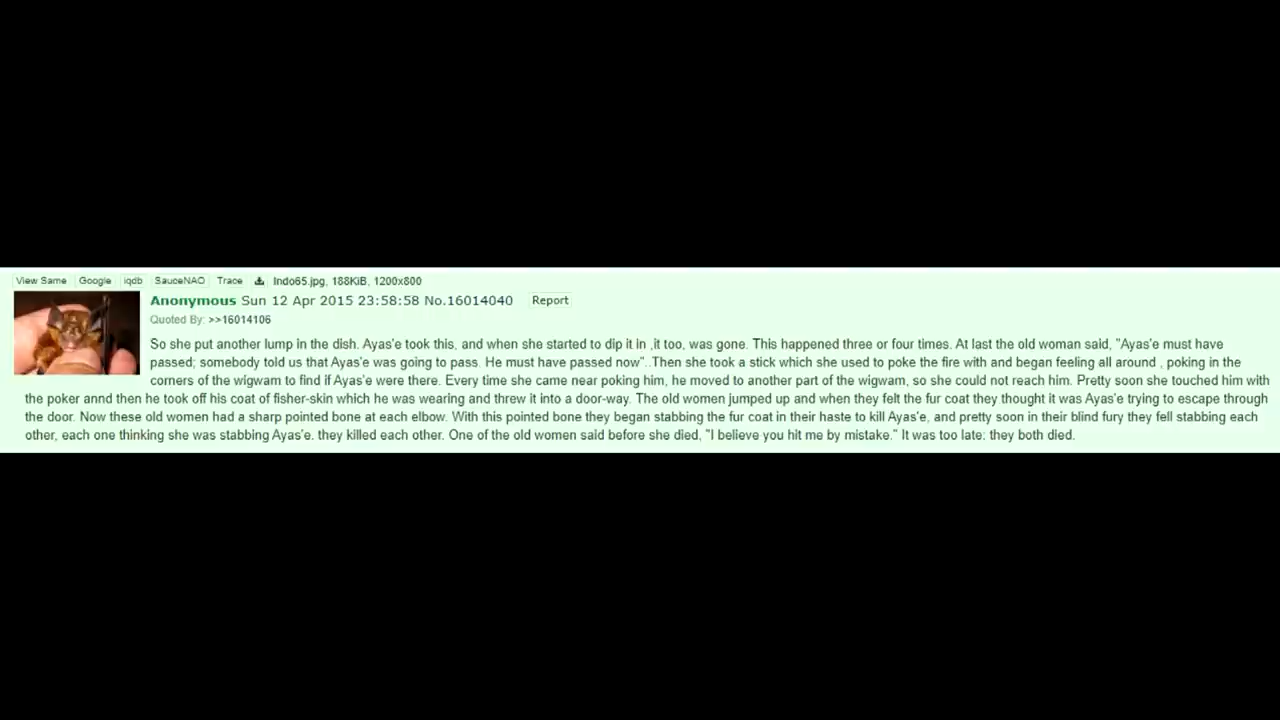 View Same Google iqdb SauceNAO Trace Indo65.jpg, 188KiB, 1200x800
Anonymous Sun 12 Apr 2015 23:58:58 No.16014040 Report
Quoted By: >>16014106
So she put another lump in the dish. Ayas'e took this, and when she started to dip it in ,it too, was gone. This happened three or four times. At last the old woman said, "Ayas'e must have
passed; somebody told us that Ayas'e was going to pass. He must have passed now"..Then she took a stick which she used to poke the fire with and began feeling all around , poking in the
corners of the wigwam to find if Ayas'e were there. Every time she came near poking him, he moved to another part of the wigwam, so she could not reach him. Pretty soon she touched him with
the poker annd then he took off his coat of fisher-skin which he was wearing and threw it into a door-way. The old women jumped up and when they felt the fur coat they thought it was Ayas'e trying to escape through
the door. Now these old women had a sharp pointed bone at each elbow. With this pointed bone they began stabbing the fur coat in their haste to kill Ayas'e, and pretty soon in their blind fury they fell stabbing each
other, each one thinking she was stabbing Ayas'e. they killed each other. One of the old women said before she died, "I believe you hit me by mistake." It was too late: they both died.